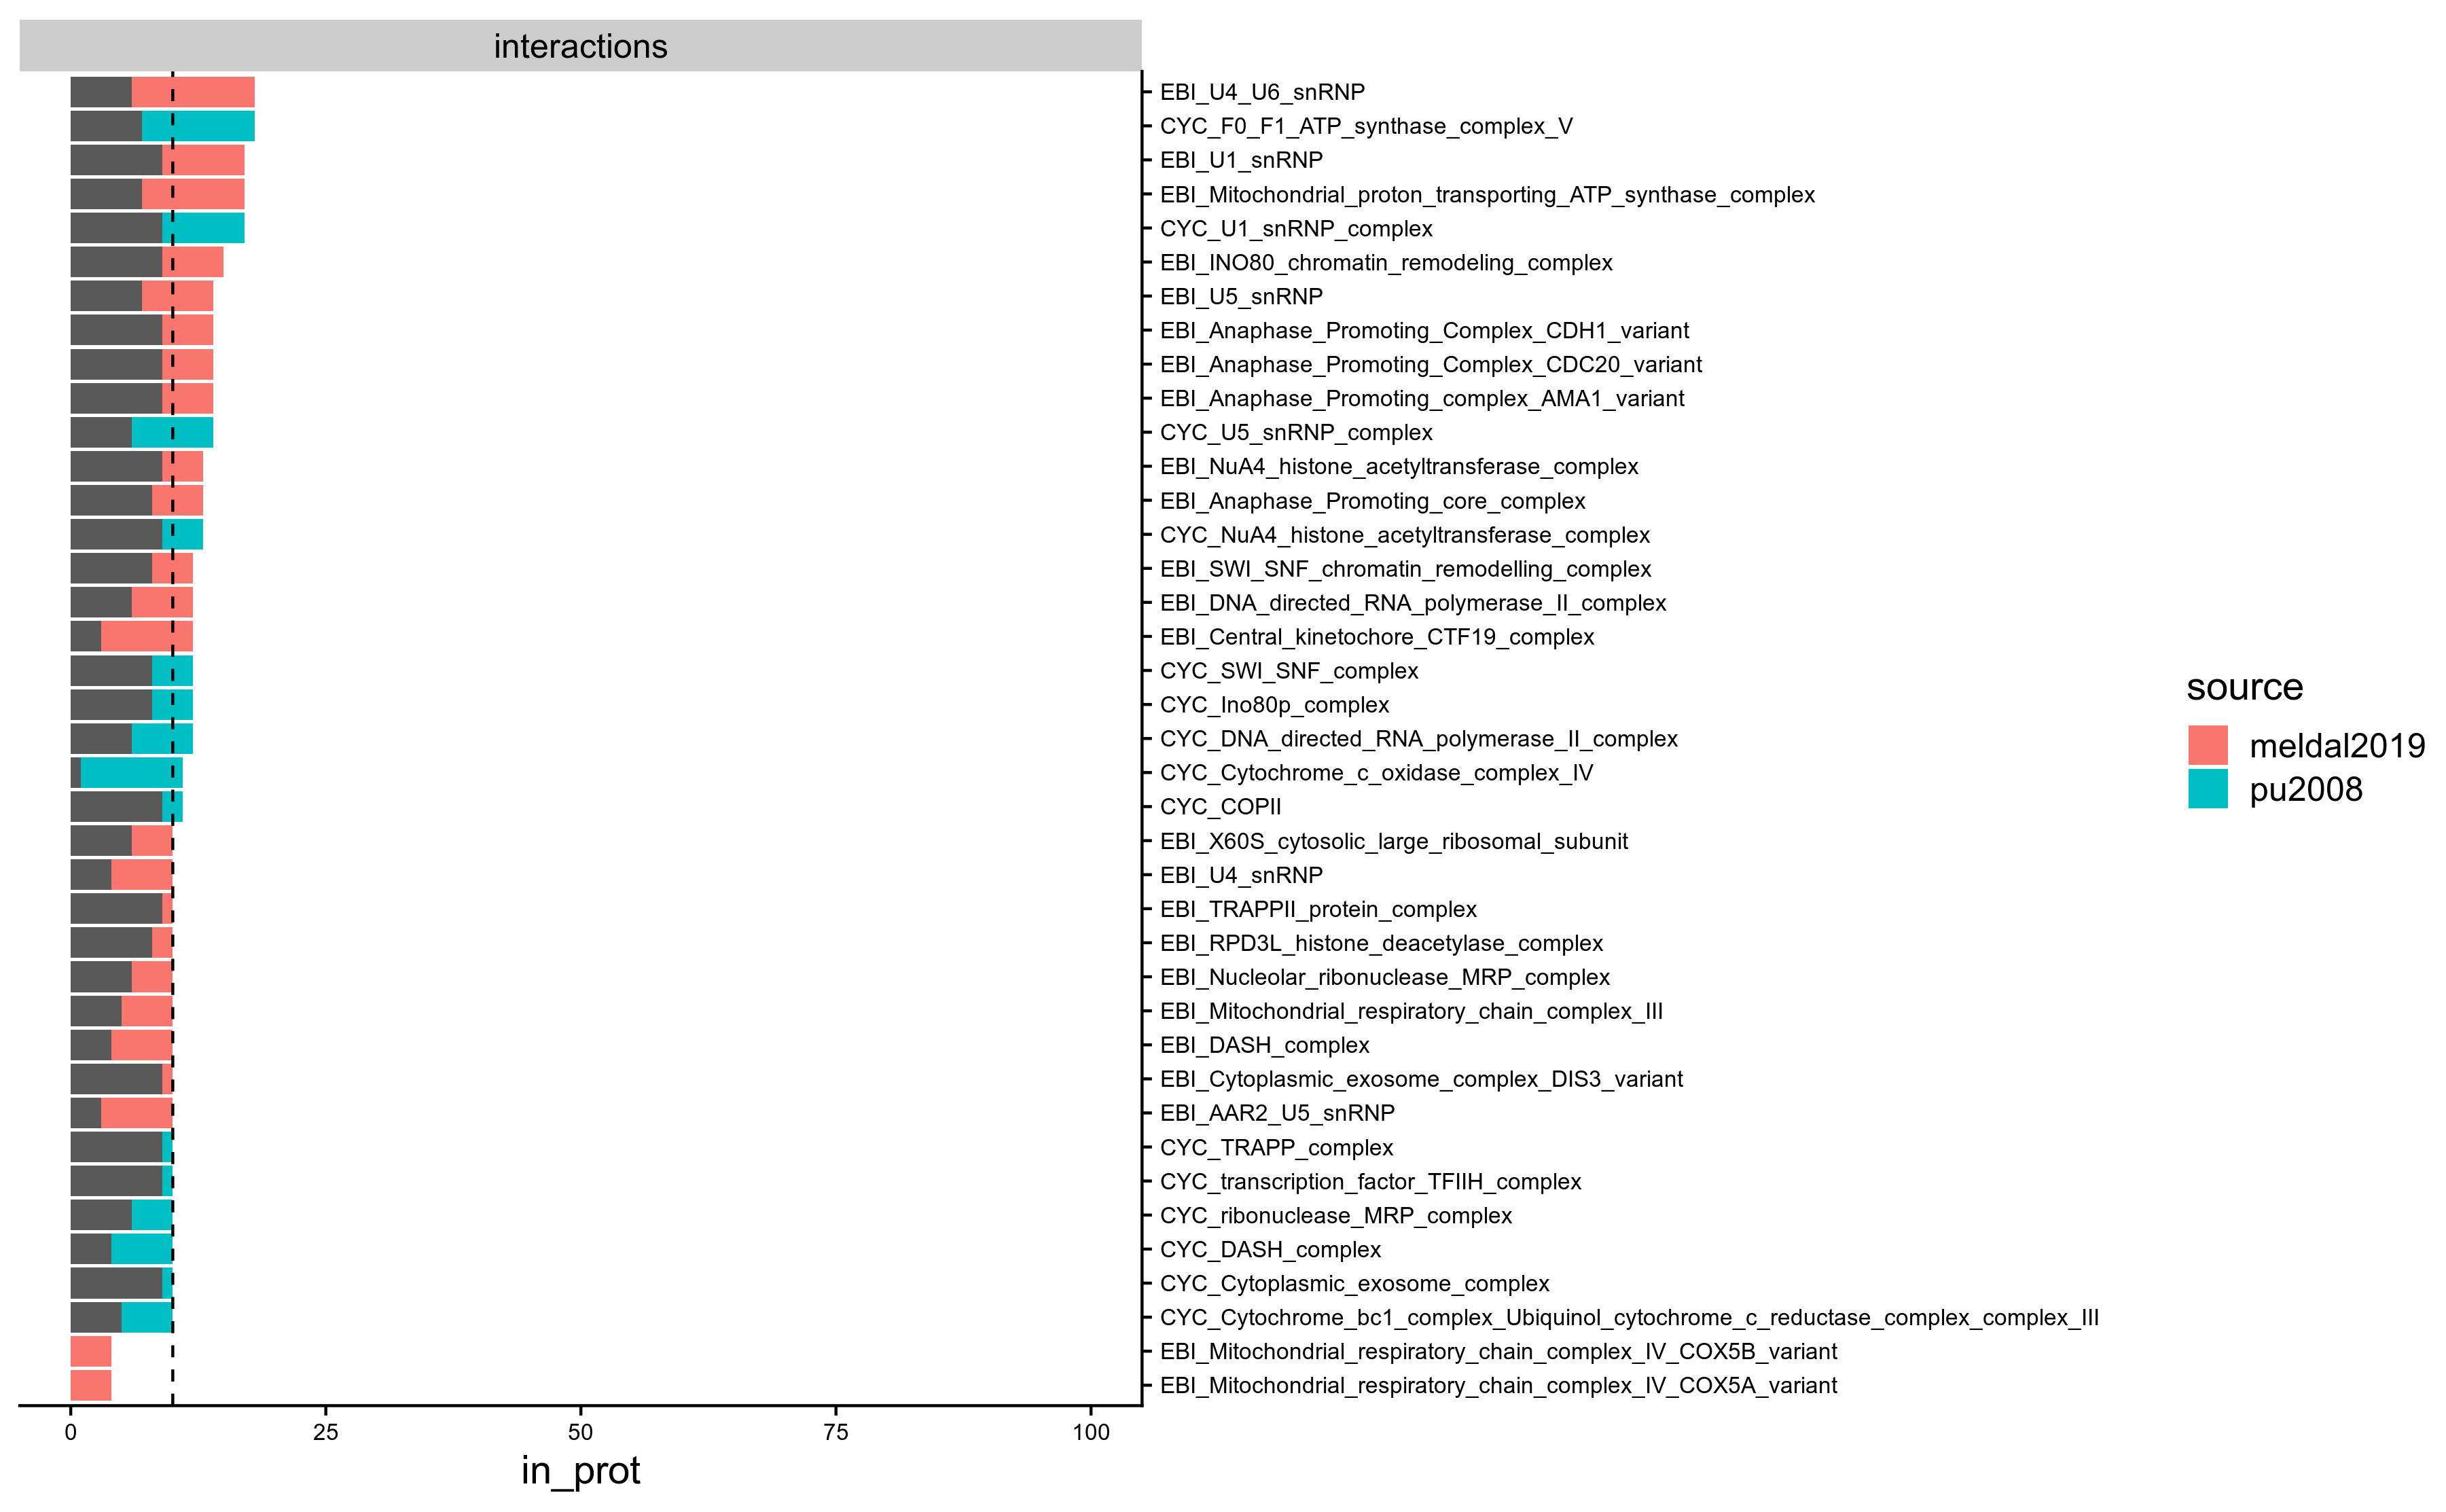 interactions
EBI_U4_U6_snRNP
CYC_F0_F1_ATP_synthase_complex_V
EBI_U1_snRNP
EBI_Mitochondrial_proton_transporting_ATP_synthase_complex
CYC_U1_snRNP_complex
EBI_INO80_chromatin_remodeling_complex
EBI_U5_snRNP
EBI_Anaphase_Promoting_Complex_CDH1_variant
EBI_Anaphase_Promoting_Complex_CDC20_variant
EBI_Anaphase_Promoting_complex_AMA1_variant
CYC_U5_snRNP_complex
EBI_NuA4_histone_acetyltransferase_complex
EBI_Anaphase_Promoting_core_complex
CYC_NuA4_histone_acetyltransferase_complex
EBI_SWI_SNF_chromatin_remodelling_complex
EBI_DNA_directed_RNA_polymerase_II_complex
EBI_Central_kinetochore_CTF19_complex
CYC_SWI_SNF_complex
CYC_Ino80p_complex
CYC_DNA_directed_RNA_polymerase_II_complex
CYC_Cytochrome_c_oxidase_complex_IV
CYC_COPII
EBI_X60S_cytosolic_large_ribosomal_subunit
EBI_U4_snRNP
EBI_TRAPPII_protein_complex
EBI_RPD3L_histone_deacetylase_complex
EBI_Nucleolar_ribonuclease_MRP_complex
EBI_Mitochondrial_respiratory_chain_complex_III
EBI_DASH_complex
EBI_Cytoplasmic_exosome_complex_DIS3_variant
EBI_AAR2_U5_snRNP
CYC_TRAPP_complex
CYC_transcription_factor_TFIIH_complex
CYC_ribonuclease_MRP_complex
CYC_DASH_complex
CYC_Cytoplasmic_exosome_complex
CYC_Cytochrome_bc1_complex_Ubiquinol_cytochrome_c_reductase_complex_complex_III
EBI_Mitochondrial_respiratory_chain_complex_IV_COX5B_variant
EBI_Mitochondrial_respiratory_chain_complex_IV_COX5A_variant
0 25 50 75 100
in_prot
source
meldal2019
pu2008